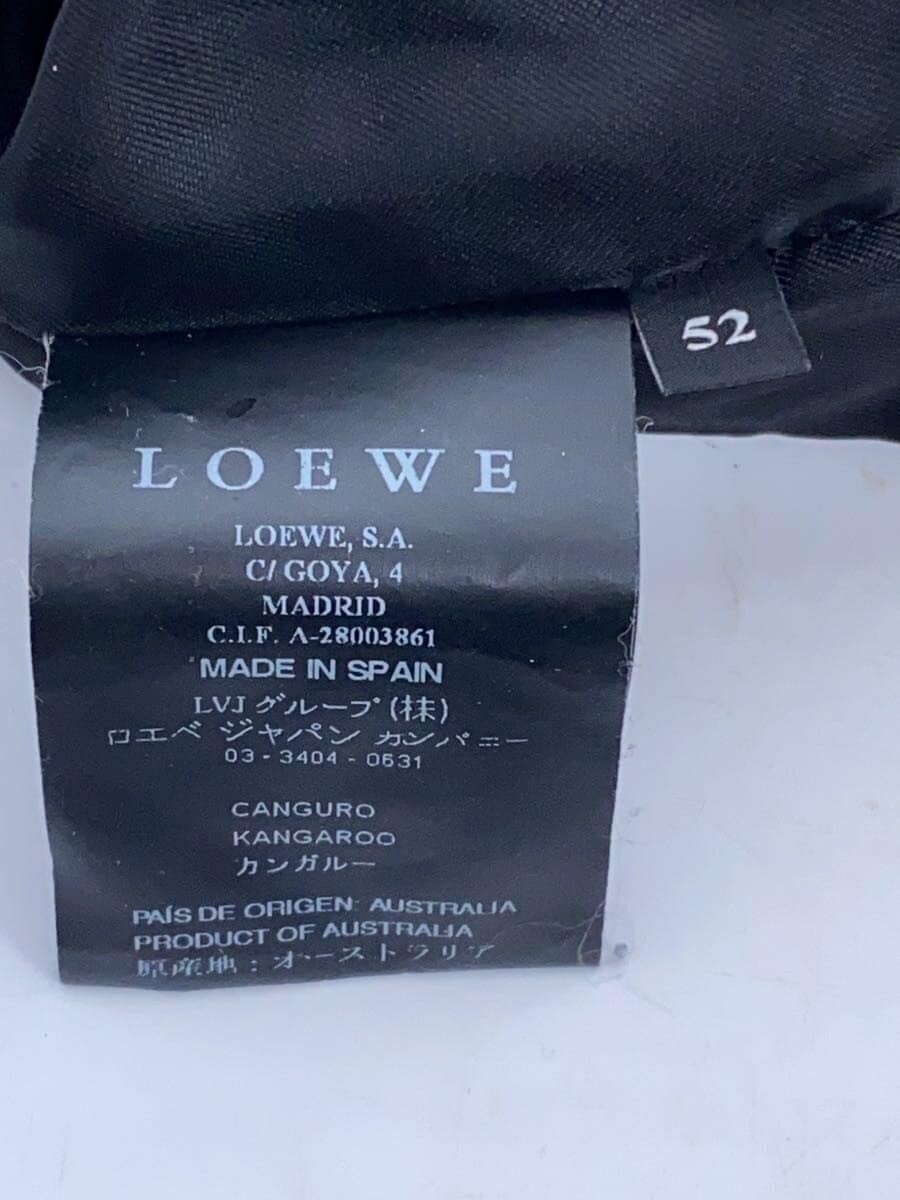 52
LOEWE
LOEWE, S.A.
C/ GOYA, 4
MADRID
C.I.F. A-28003861
MADE IN SPAIN
LVJ グループ (株)
ロエベ ジャパン カンパニー
03-3404-0631
CANGURO
KANGAROO
カンガルー
PAÍS DE ORIGEN: AUSTRALIA
PRODUCT OF AUSTRALIA
原産地:オーストラリア